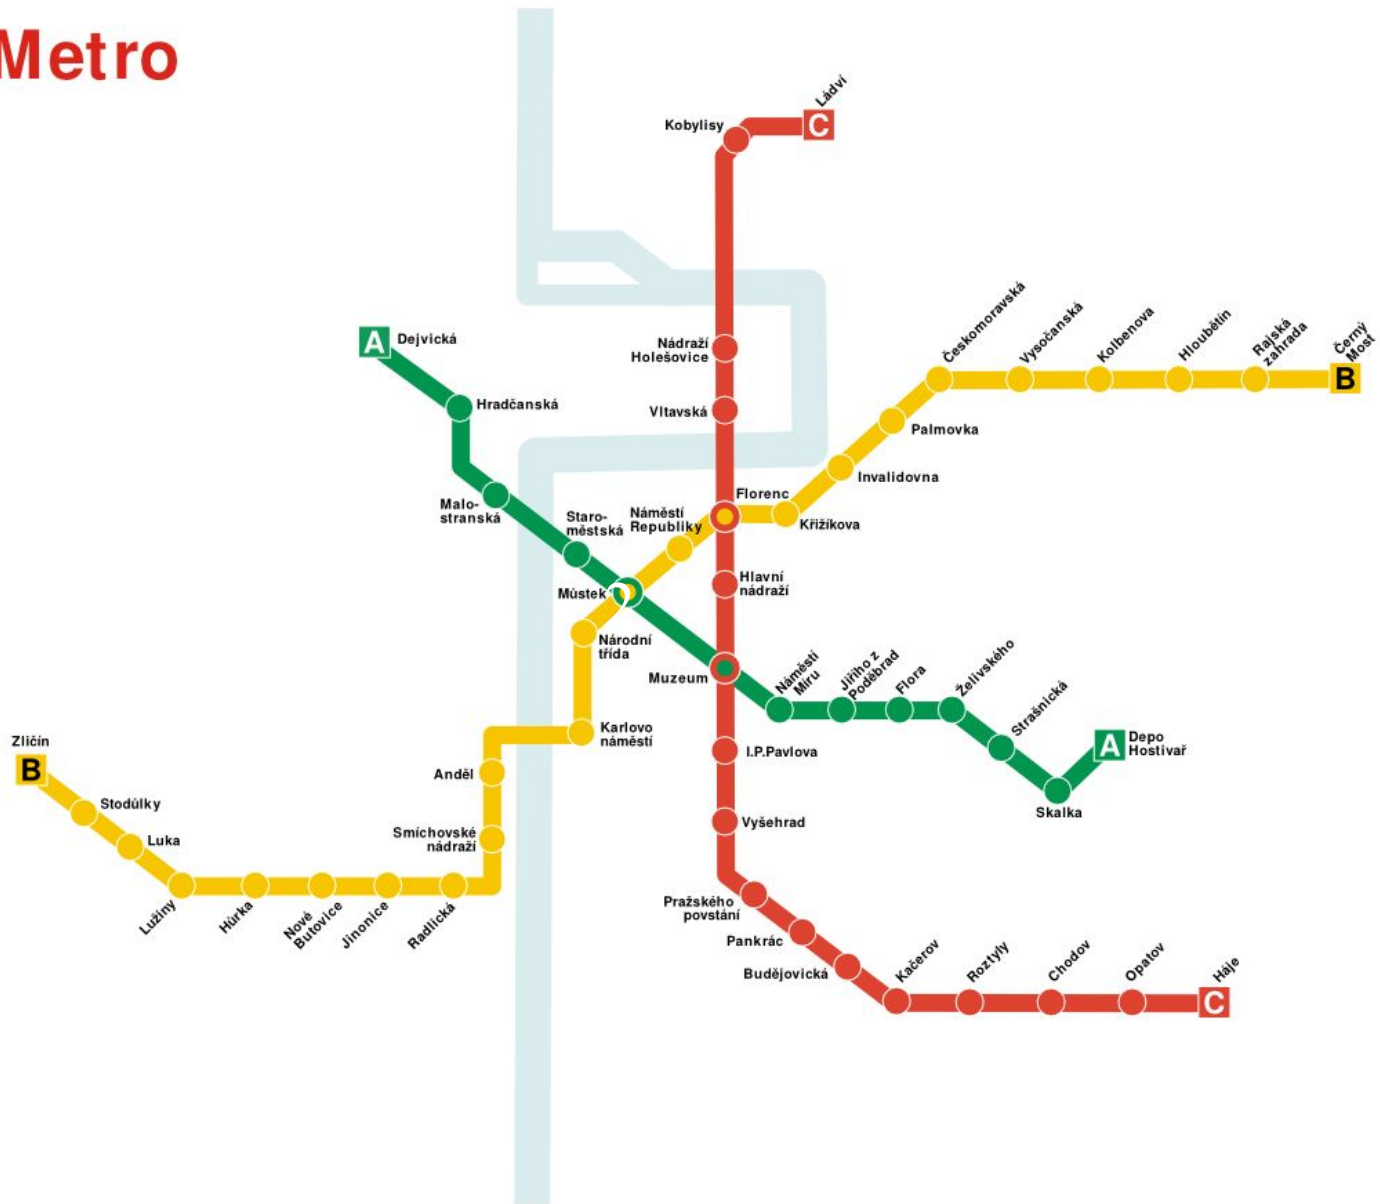 Metro
Ládví
C
Kobylisy
Nádraží
Holešovice
Vltavská
Florenc
Hlavní
nádraží
Muzeum
I.P.Pavlova
Vyšehrad
Pražského
povstání
Pankrác
Budějovická
Kačerov
Roztyly
Chodov
Opatov
Háje
C
A
Dejvická
Hradčanská
Malo-
stranská
Staro-
městská
Můstek
Náměstí
Míru
Jiřího z
Poděbrad
Flora
Želivského
Strašnická
Skalka
A
Depo
Hostivař
Zličín
B
Stodůlky
Luka
Lužiny
Hůrka
Nové
Butovice
Jinonice
Radlická
Smíchovské
nádraží
Anděl
Karlovo
náměstí
Národní
třída
Náměstí
Republiky
Křižíkova
Invalidovna
Palmovka
Českomoravská
Vysočanská
Kolbenova
Hloubětín
Rajská
zahrada
Černý
Most
B